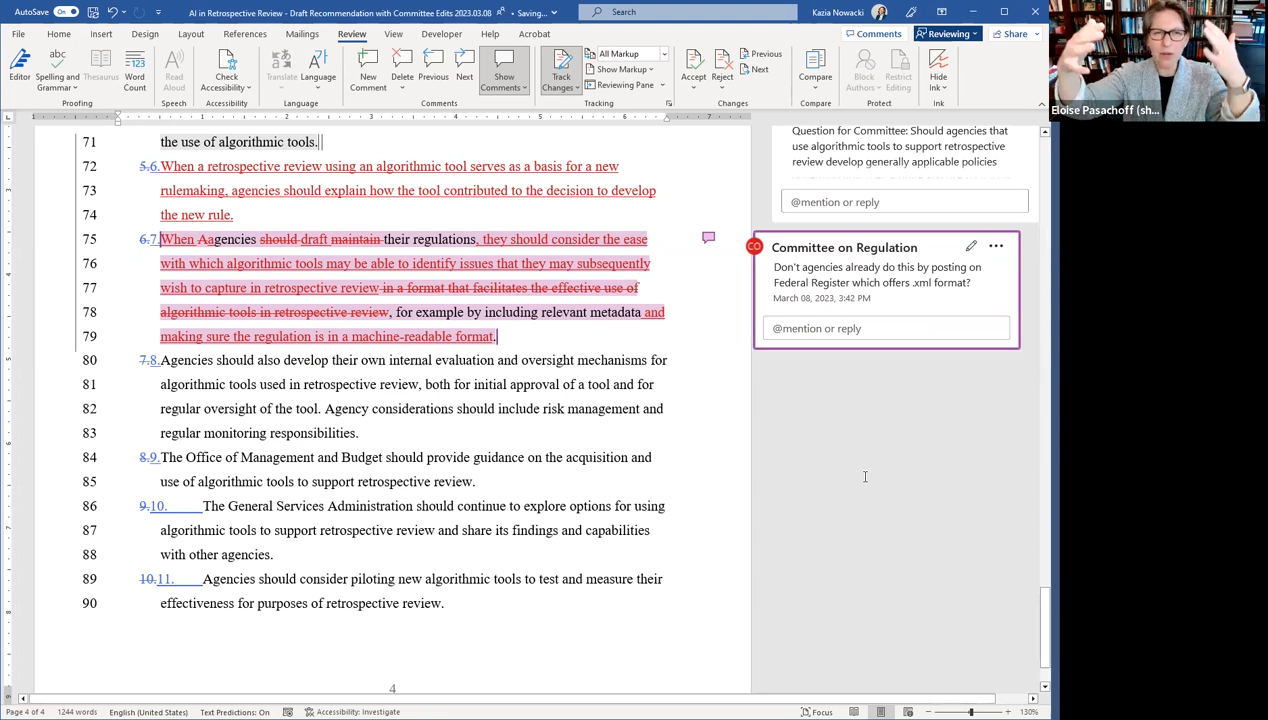 AutoSave On AI in Retrospective Review - Draft Recommendation with Committee Edits 2023.03.08 Saving... Search Kazia Nowacki
File Home Insert Draw Design Layout References Mailings Review View Developer Help Acrobat Comments Reviewing Share
Editor Spelling and Grammar Thesaurus Word Count Read Aloud Check Accessibility Translate Language New Comment Delete Previous Next Show Comments Track Changes All Markup Show Markup Reviewing Pane Accept Reject Previous Next Compare Block Authors Restrict Editing Hide Ink
Proofing Speech Accessibility Language Comments Tracking Changes Compare Protect Ink
Eloise Pasachoff (sh...
1 2 3 4 5 6 7
71 the use of algorithmic tools.
72 5.6.When a retrospective review using an algorithmic tool serves as a basis for a new
73 rulemaking, agencies should explain how the tool contributed to the decision to develop
74 the new rule.
75 6.7.When Aagencies should draft maintain their regulations, they should consider the ease
76 with which algorithmic tools may be able to identify issues that they may subsequently
77 wish to capture in retrospective review in a format that facilitates the effective use of
78 algorithmic tools in retrospective review, for example by including relevant metadata and
79 making sure the regulation is in a machine-readable format.
80 7.8.Agencies should also develop their own internal evaluation and oversight mechanisms for
81 algorithmic tools used in retrospective review, both for initial approval of a tool and for
82 regular oversight of the tool. Agency considerations should include risk management and
83 regular monitoring responsibilities.
84 8.9.The Office of Management and Budget should provide guidance on the acquisition and
85 use of algorithmic tools to support retrospective review.
86 9.10. The General Services Administration should continue to explore options for using
87 algorithmic tools to support retrospective review and share its findings and capabilities
88 with other agencies.
89 10.11. Agencies should consider piloting new algorithmic tools to test and measure their
90 effectiveness for purposes of retrospective review.
4
Question for Committee: Should agencies that
use algorithmic tools to support retrospective
review develop generally applicable policies
@mention or reply
CO Committee on Regulation
Don't agencies already do this by posting on
Federal Register which offers .xml format?
March 08, 2023, 3:42 PM
@mention or reply
Page 4 of 4 1244 words English (United States) Text Predictions: On Accessibility: Investigate Focus 130%